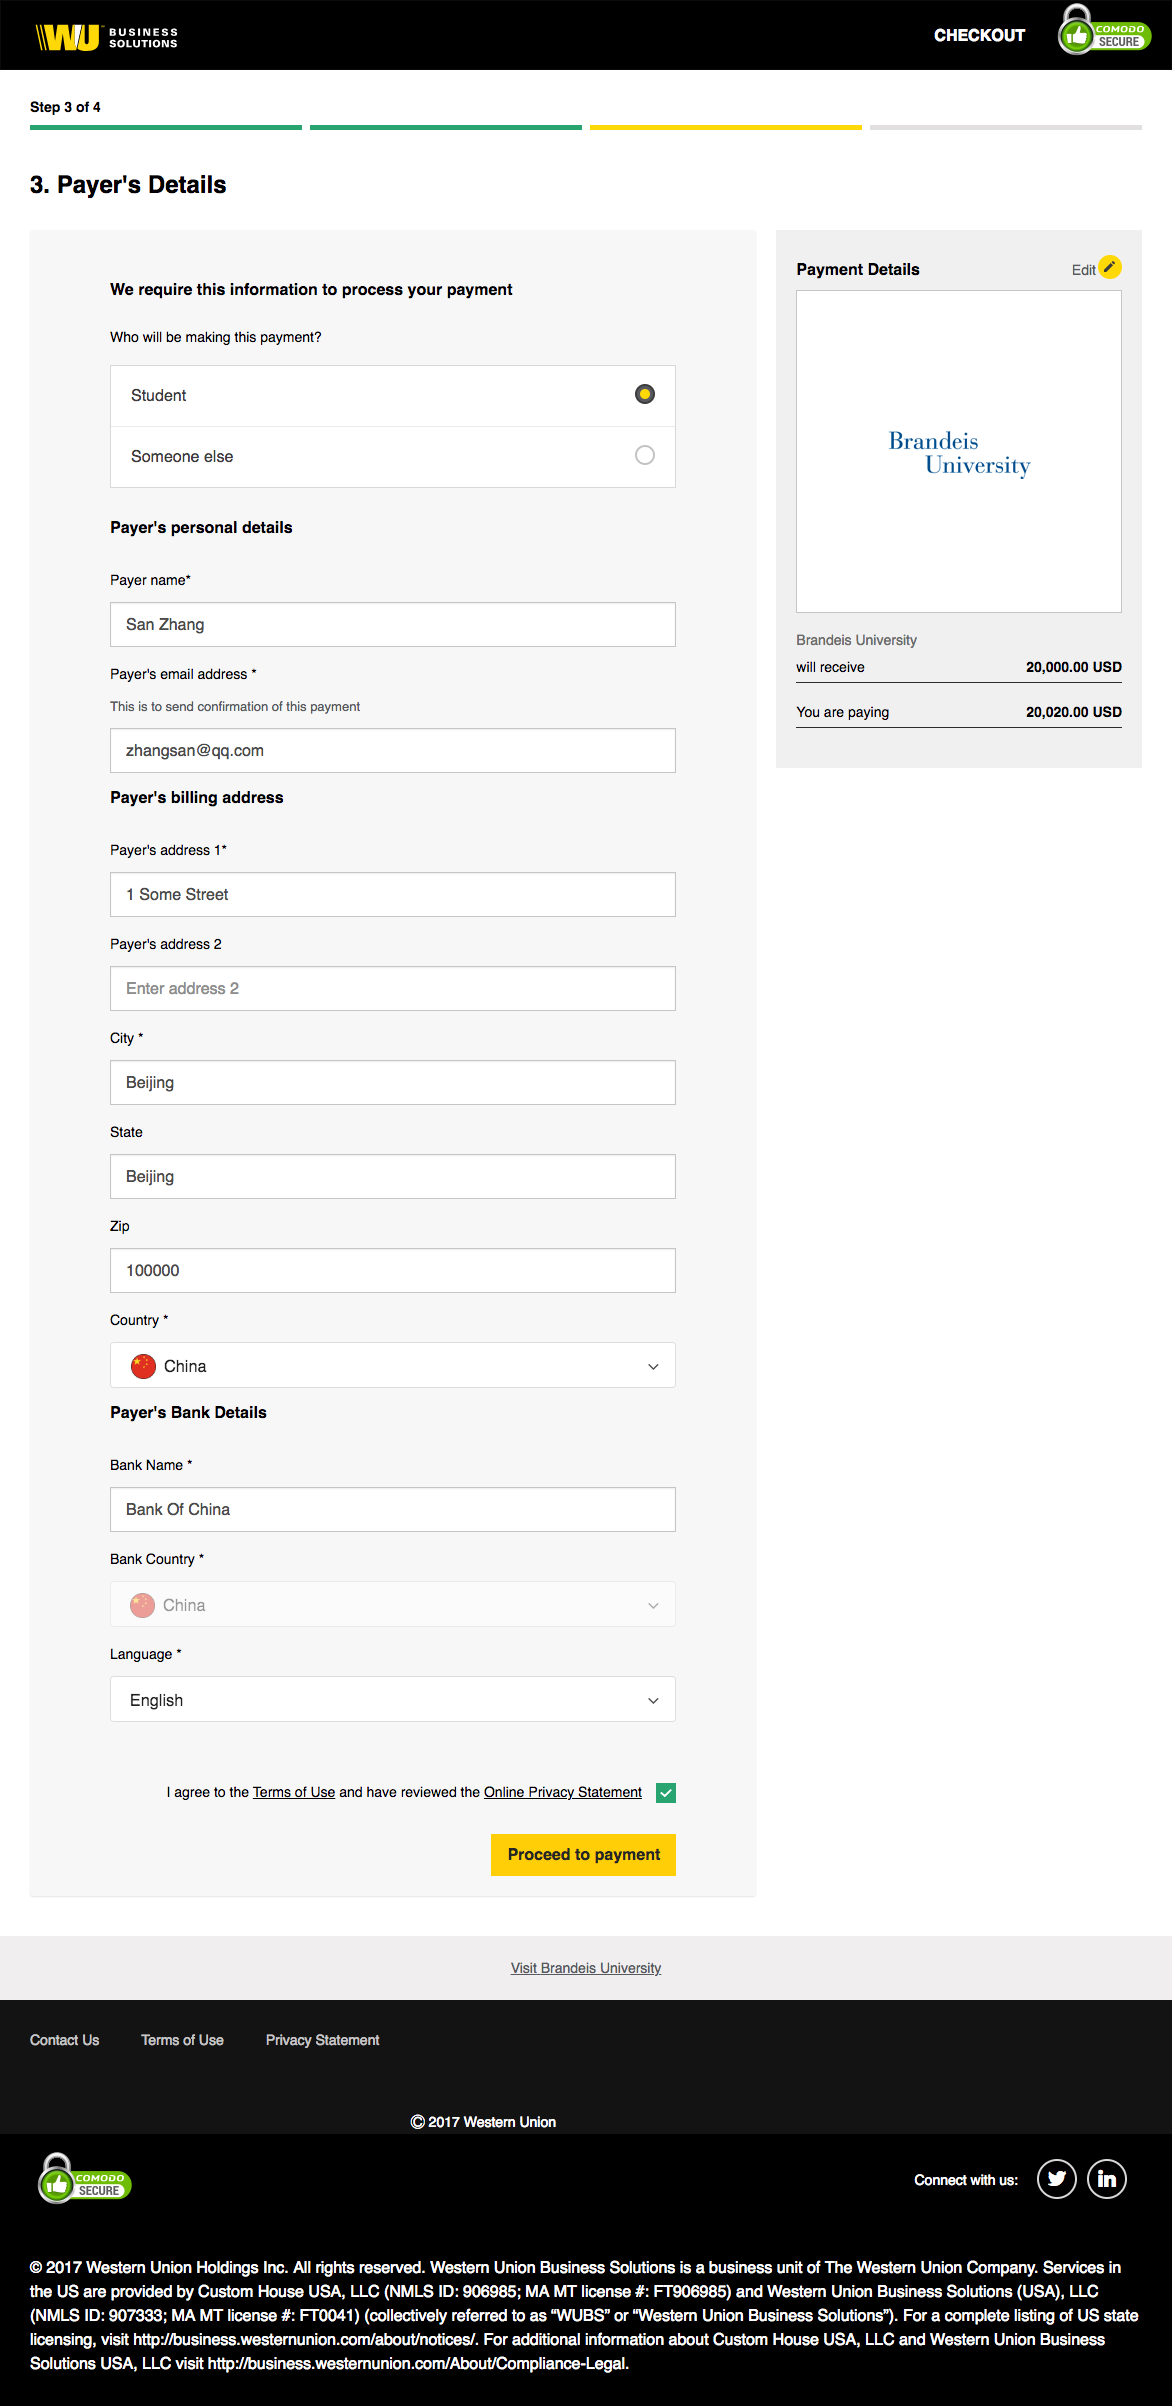 WU BUSINESS
SOLUTIONS
CHECKOUT
COMODO
SECURE
Step 3 of 4
3. Payer's Details
We require this information to process your payment
Who will be making this payment?
Student
Someone else
Payer's personal details
Payer name*
San Zhang
Payer's email address *
This is to send confirmation of this payment
zhangsan@qq.com
Payer's billing address
Payer's address 1*
1 Some Street
Payer's address 2
Enter address 2
City *
Beijing
State
Beijing
Zip
100000
Country *
China
Payer's Bank Details
Bank Name *
Bank Of China
Bank Country *
China
Language *
English
I agree to the Terms of Use and have reviewed the Online Privacy Statement
Proceed to payment
Payment Details
Edit
Brandeis
University
Brandeis University
will receive 20,000.00 USD
You are paying 20,020.00 USD
Visit Brandeis University
Contact Us Terms of Use Privacy Statement
© 2017 Western Union
COMODO
SECURE
Connect with us:
in
© 2017 Western Union Holdings Inc. All rights reserved. Western Union Business Solutions is a business unit of The Western Union Company. Services in
the US are provided by Custom House USA, LLC (NMLS ID: 906985; MA MT license #: FT906985) and Western Union Business Solutions (USA), LLC
(NMLS ID: 907333; MA MT license #: FT0041) (collectively referred to as “WUBS” or “Western Union Business Solutions”). For a complete listing of US state
licensing, visit http://business.westernunion.com/about/notices/. For additional information about Custom House USA, LLC and Western Union Business
Solutions USA, LLC visit http://business.westernunion.com/About/Compliance-Legal.